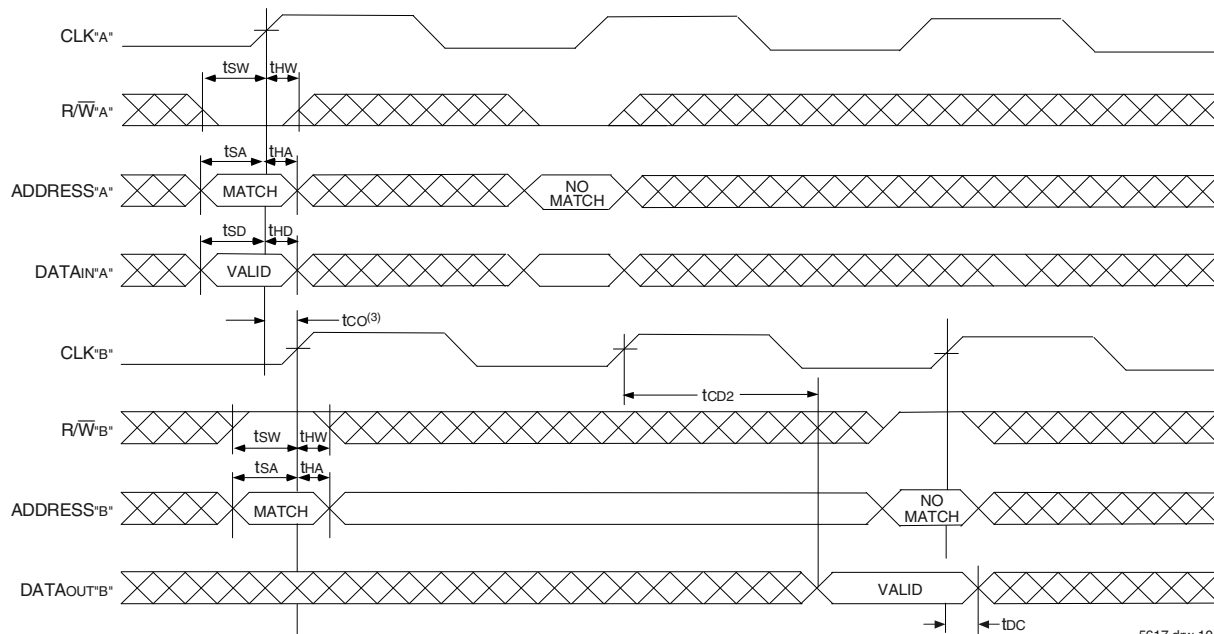 CLK"A"
tSW tHW
R/W̅"A"
tSA tHA
ADDRESS"A" MATCH NO MATCH
tSD tHD
DATAIN"A" VALID
tCO(3)
CLK"B"
tCD2
R/W̅"B"
tSW tHW
tSA tHA
ADDRESS"B" MATCH NO MATCH
DATAOUT"B" VALID
tDC